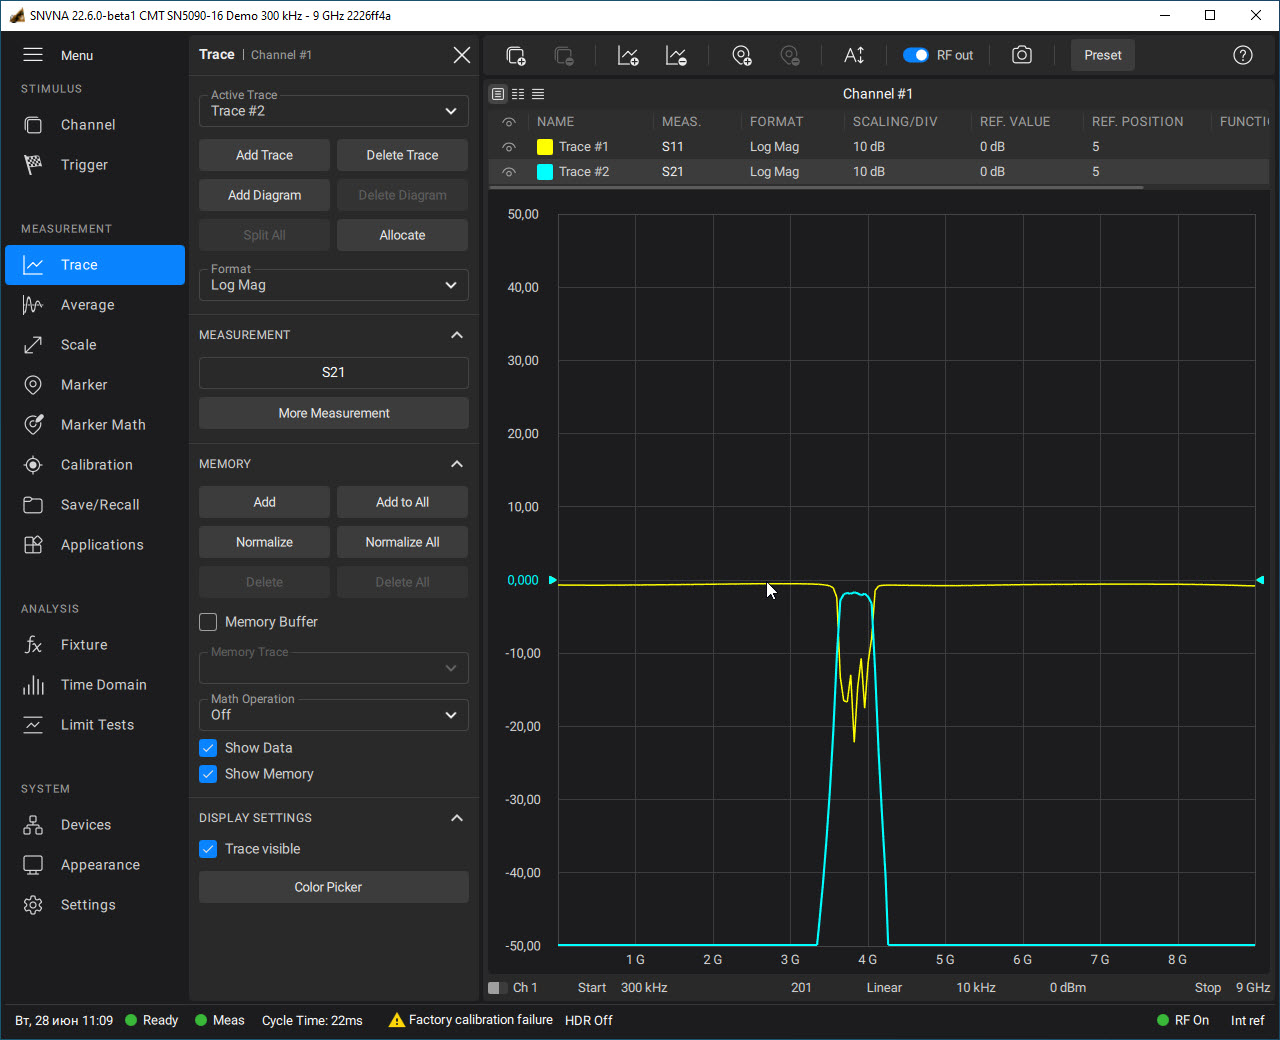 SNVNA 22.6.0-beta1 CMT SN5090-16 Demo 300 kHz - 9 GHz 2226ff4a
Menu
STIMULUS
Channel
Trigger
MEASUREMENT
Trace
Average
Scale
Marker
Marker Math
Calibration
Save/Recall
Applications
ANALYSIS
Fixture
Time Domain
Limit Tests
SYSTEM
Devices
Appearance
Settings
Trace | Channel #1
Active Trace
Trace #2
Add Trace Delete Trace
Add Diagram Delete Diagram
Split All Allocate
Format
Log Mag
MEASUREMENT
S21
More Measurement
MEMORY
Add Add to All
Normalize Normalize All
Delete Delete All
Memory Buffer
Memory Trace
Math Operation
Off
Show Data
Show Memory
DISPLAY SETTINGS
Trace visible
Color Picker
RF out Preset
Channel #1
NAME MEAS. FORMAT SCALING/DIV REF. VALUE REF. POSITION FUNCTI
Trace #1 S11 Log Mag 10 dB 0 dB 5
Trace #2 S21 Log Mag 10 dB 0 dB 5
50,00
40,00
30,00
20,00
10,00
0,000
-10,00
-20,00
-30,00
-40,00
-50,00
1 G 2 G 3 G 4 G 5 G 6 G 7 G 8 G
Ch 1 Start 300 kHz 201 Linear 10 kHz 0 dBm Stop 9 GHz
Вт, 28 июн 11:09 Ready Meas Cycle Time: 22ms Factory calibration failure HDR Off RF On Int ref